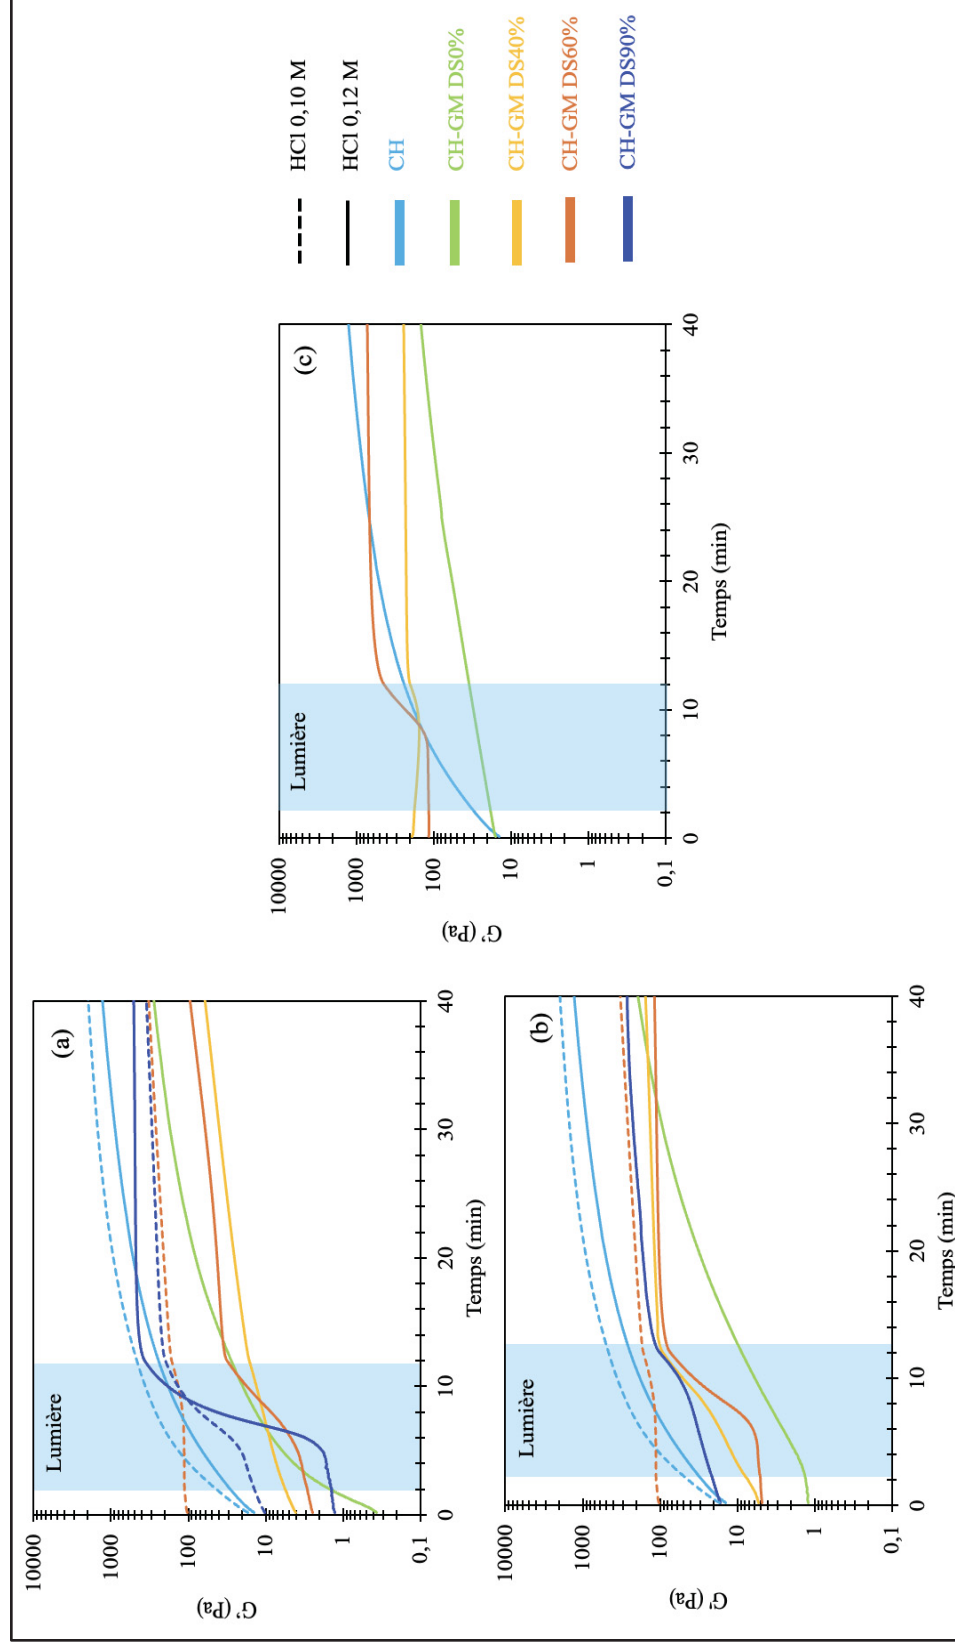 (a)
Lumière
G' (Pa)
10000
1000
100
10
1
0,1
0
10
20
30
40
Temps (min)
(b)
Lumière
G' (Pa)
10000
1000
100
10
1
0,1
0
10
20
30
40
Temps (min)
(c)
Lumière
G' (Pa)
10000
1000
100
10
1
0,1
0
10
20
30
40
Temps (min)
HCl 0,10 M
HCl 0,12 M
CH
CH-GM DS0%
CH-GM DS40%
CH-GM DS60%
CH-GM DS90%